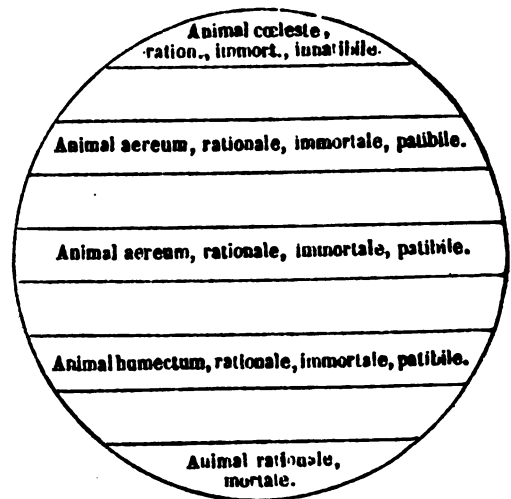 Animal cœleste,
ration., immort., impatibile.
Animal aereum, rationale, immortale, patibile.
Animal aereum, rationale, immortale, patibile.
Animal humectum, rationale, immortale, patibile.
Animal rationale,
mortale.